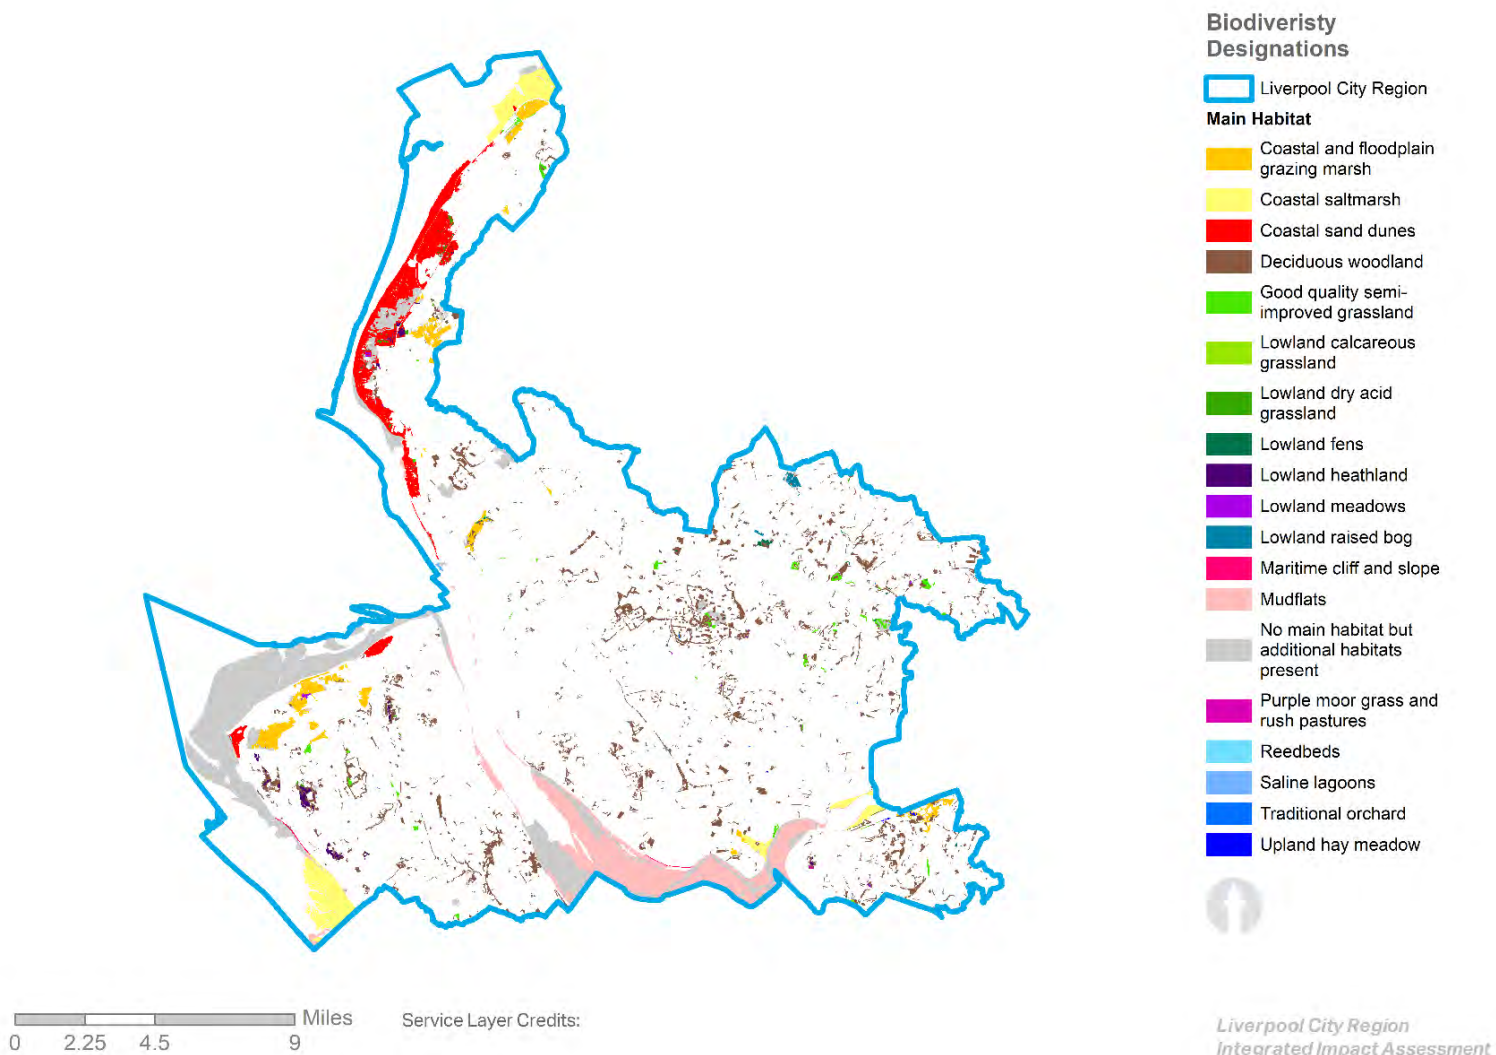 Biodiveristy
Designations
Liverpool City Region
Main Habitat
Coastal and floodplain
grazing marsh
Coastal saltmarsh
Coastal sand dunes
Deciduous woodland
Good quality semi-
improved grassland
Lowland calcareous
grassland
Lowland dry acid
grassland
Lowland fens
Lowland heathland
Lowland meadows
Lowland raised bog
Maritime cliff and slope
Mudflats
No main habitat but
additional habitats
present
Purple moor grass and
rush pastures
Reedbeds
Saline lagoons
Traditional orchard
Upland hay meadow
Miles
0 2.25 4.5 9
Service Layer Credits:
Liverpool City Region
Integrated Impact Assessment